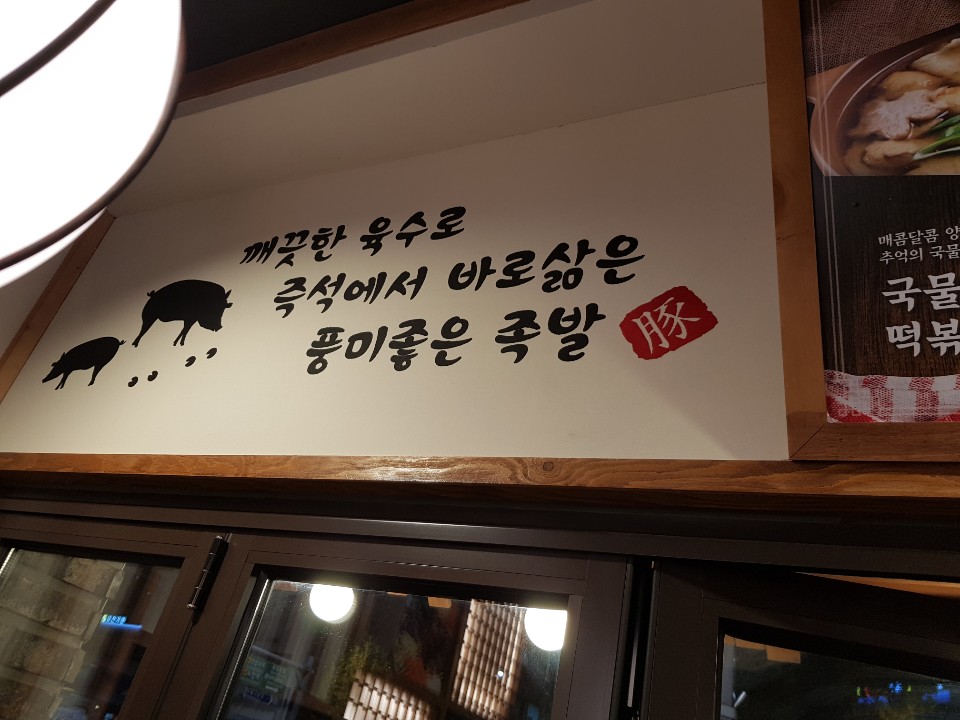 깨끗한 육수로
즉석에서 바로삶은
풍미좋은 족발
豚
매콤달콤
추억의 국물
국물
떡볶